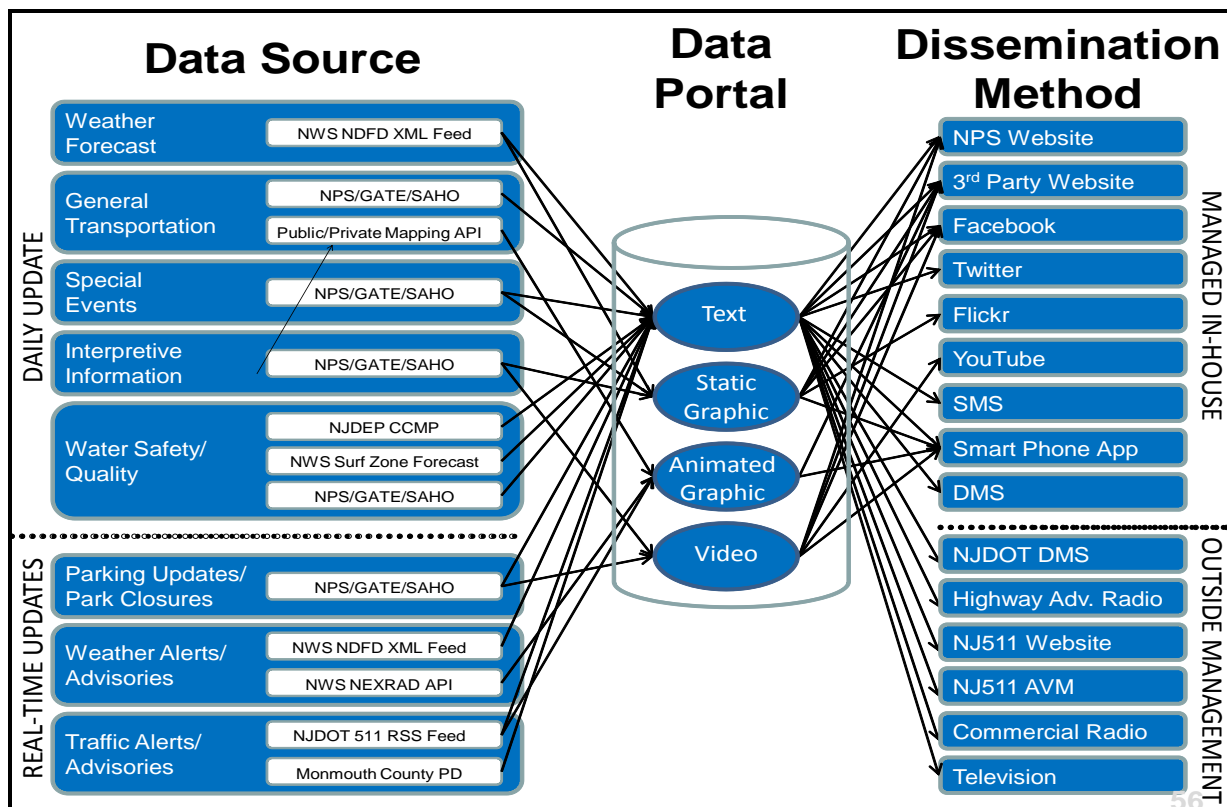 Data Source
Data
Portal
Dissemination
Method
DAILY UPDATE
Weather
Forecast
NWS NDFD XML Feed
General
Transportation
NPS/GATE/SAHO
Public/Private Mapping API
Special
Events
NPS/GATE/SAHO
Interpretive
Information
NPS/GATE/SAHO
Water Safety/
Quality
NJDEP CCMP
NWS Surf Zone Forecast
NPS/GATE/SAHO
REAL-TIME UPDATES
Parking Updates/
Park Closures
NPS/GATE/SAHO
Weather Alerts/
Advisories
NWS NDFD XML Feed
NWS NEXRAD API
Traffic Alerts/
Advisories
NJDOT 511 RSS Feed
Monmouth County PD
Text
Static
Graphic
Animated
Graphic
Video
NPS Website
3rd Party Website
Facebook
Twitter
Flickr
YouTube
SMS
Smart Phone App
DMS
MANAGED IN-HOUSE
NJDOT DMS
Highway Adv. Radio
NJ511 Website
NJ511 AVM
Commercial Radio
Television
OUTSIDE MANAGEMENT
56